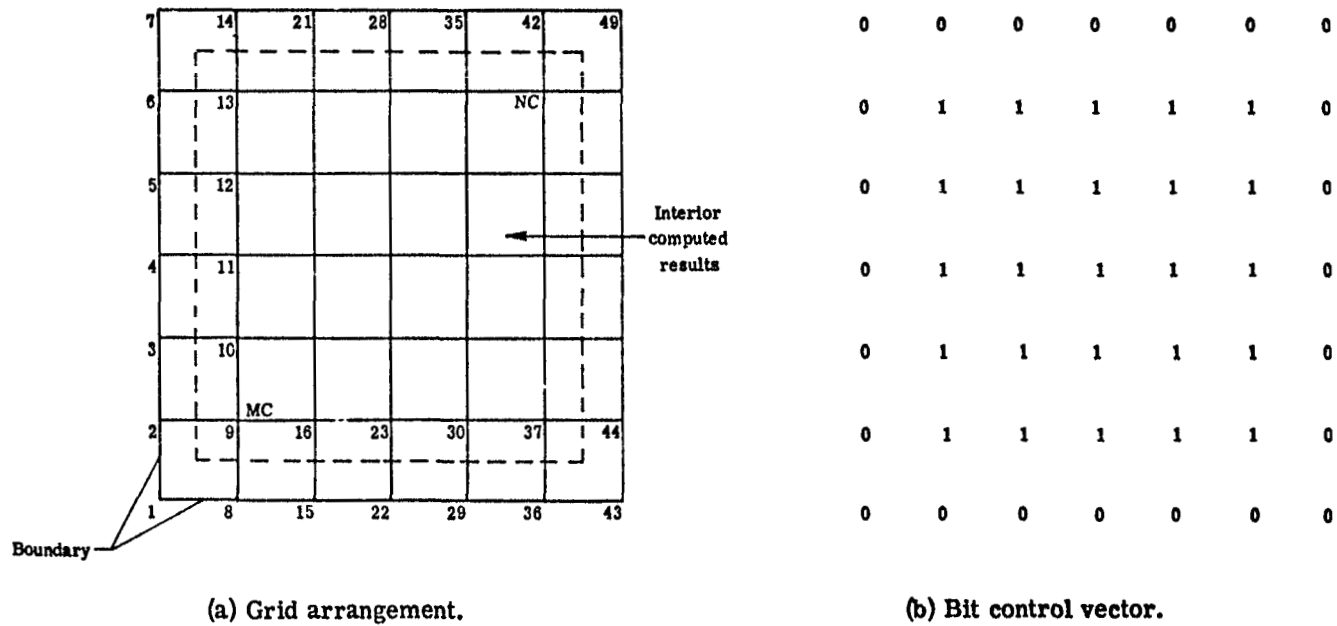 7 14 21 28 35 42 49
6 13 NC
5 12
Interior
computed
results
4 11
3 10
MC
2 9 16 23 30 37 44
1 8 15 22 29 36 43
Boundary
(a) Grid arrangement.
0 0 0 0 0 0 0
0 1 1 1 1 1 0
0 1 1 1 1 1 0
0 1 1 1 1 1 0
0 1 1 1 1 1 0
0 1 1 1 1 1 0
0 0 0 0 0 0 0
(b) Bit control vector.